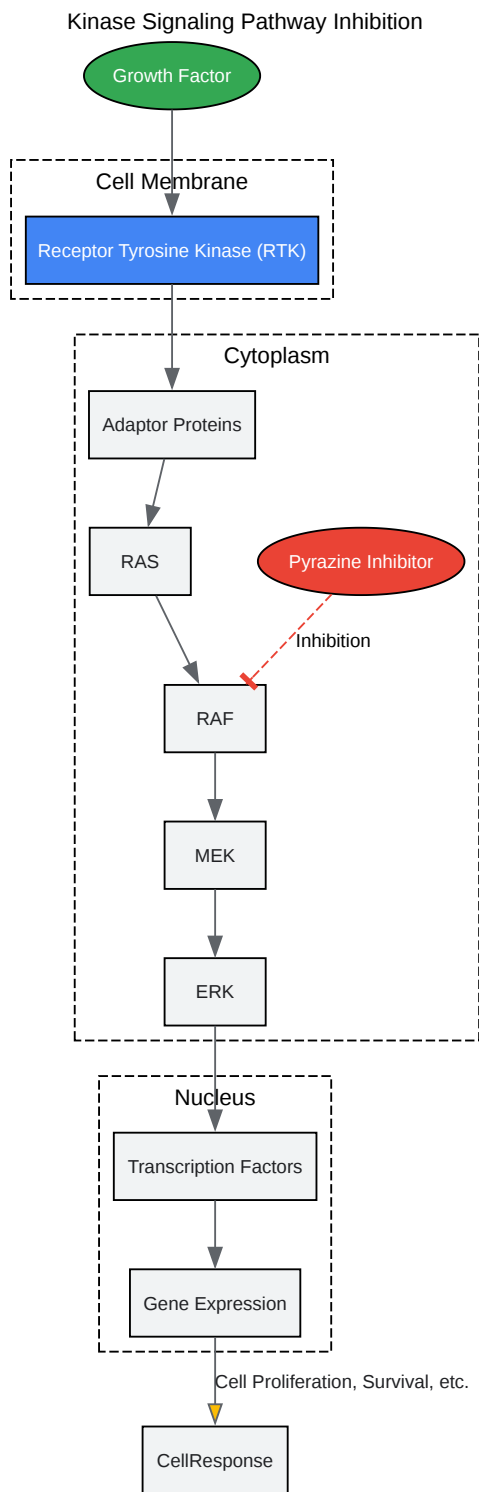 Kinase Signaling Pathway Inhibition
Growth Factor
Cell Membrane
Receptor Tyrosine Kinase (RTK)
Cytoplasm
Adaptor Proteins
RAS
Pyrazine Inhibitor
Inhibition
RAF
MEK
ERK
Nucleus
Transcription Factors
Gene Expression
Cell Proliferation, Survival, etc.
CellResponse